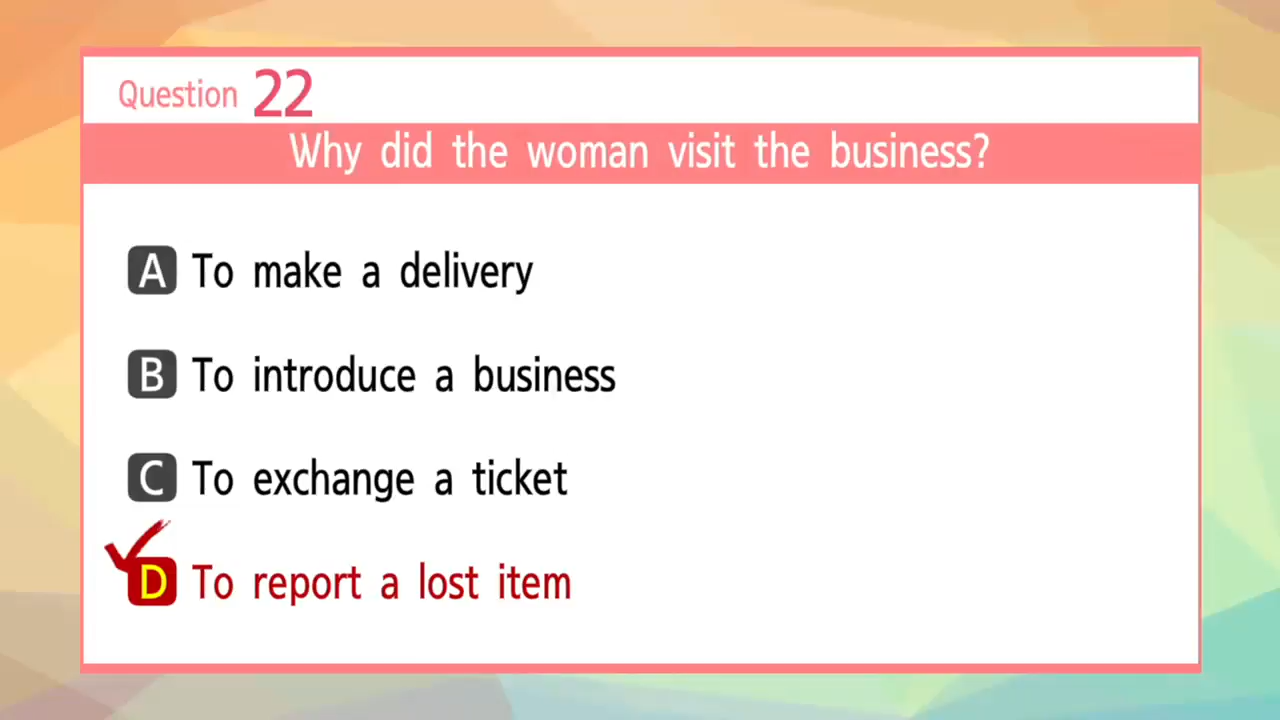 Question 22
Why did the woman visit the business?
A To make a delivery
B To introduce a business
C To exchange a ticket
D To report a lost item